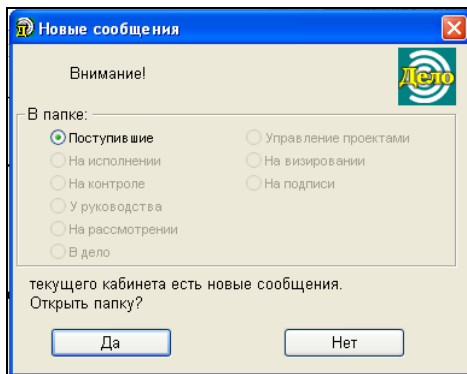 Новые сообщения
Внимание!
Дело
В папке:
Поступившие
Управление проектами
На исполнении
На визировании
На контроле
На подписи
У руководства
На рассмотрении
В дело
текущего кабинета есть новые сообщения.
Открыть папку?
Да
Нет